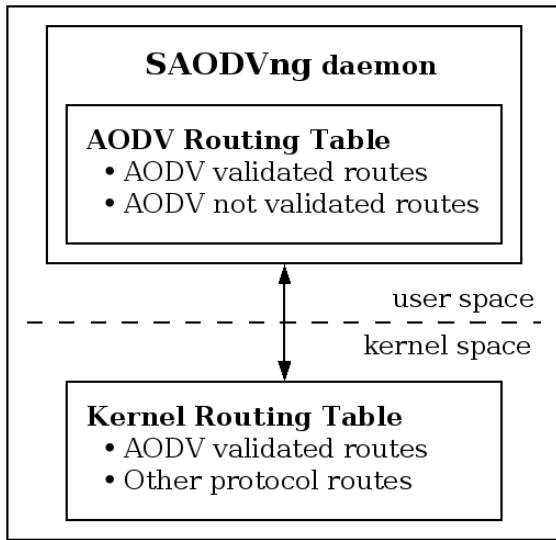 SAODVng daemon
AODV Routing Table
• AODV validated routes
• AODV not validated routes
user space
kernel space
Kernel Routing Table
• AODV validated routes
• Other protocol routes